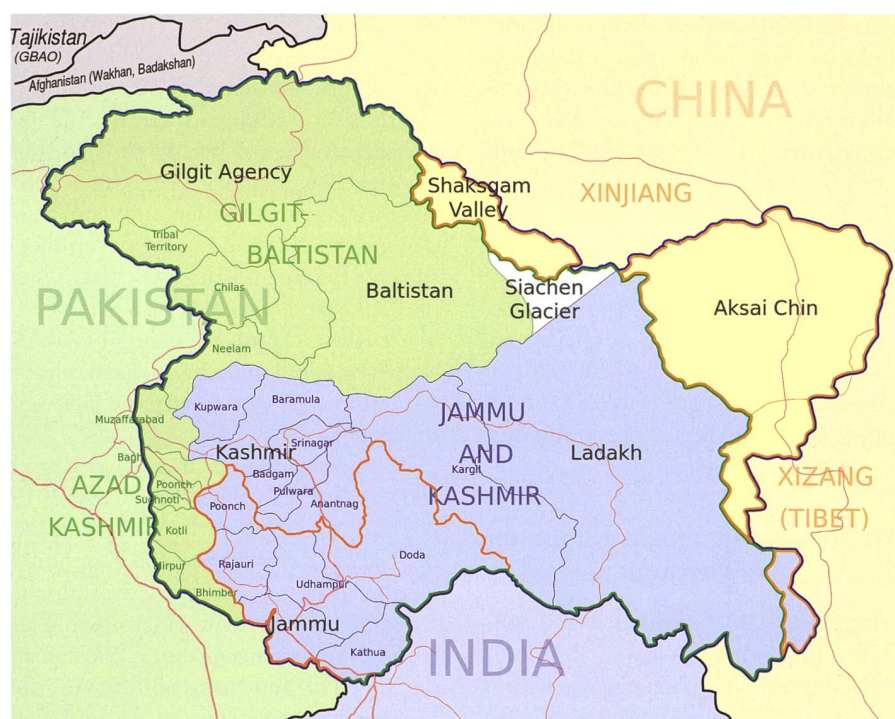 Tajikistan
(GBAO)
Afghanistan (Wakhan, Badakshan)
CHINA
Gilgit Agency
Shaksgam
Valley
XINJIANG
GILGIT-
BALTISTAN
Tribal
Territory
Chilas
Baltistan
Siachen
Glacier
Aksai Chin
PAKISTAN
Neelam
Kupwara
Baramula
JAMMU
AND
KASHMIR
Muzaffarabad
Kashmir
Srinagar
Ladakh
Bagh
Badgam
Kargil
XIZANG
(TIBET)
AZAD
KASHMIR
Poonch
Pulwara
Sudhnoti
Poonch
Anantnag
Kotli
Doda
Mirpur
Rajauri
Udhampur
Bhimber
Jammu
Kathua
INDIA